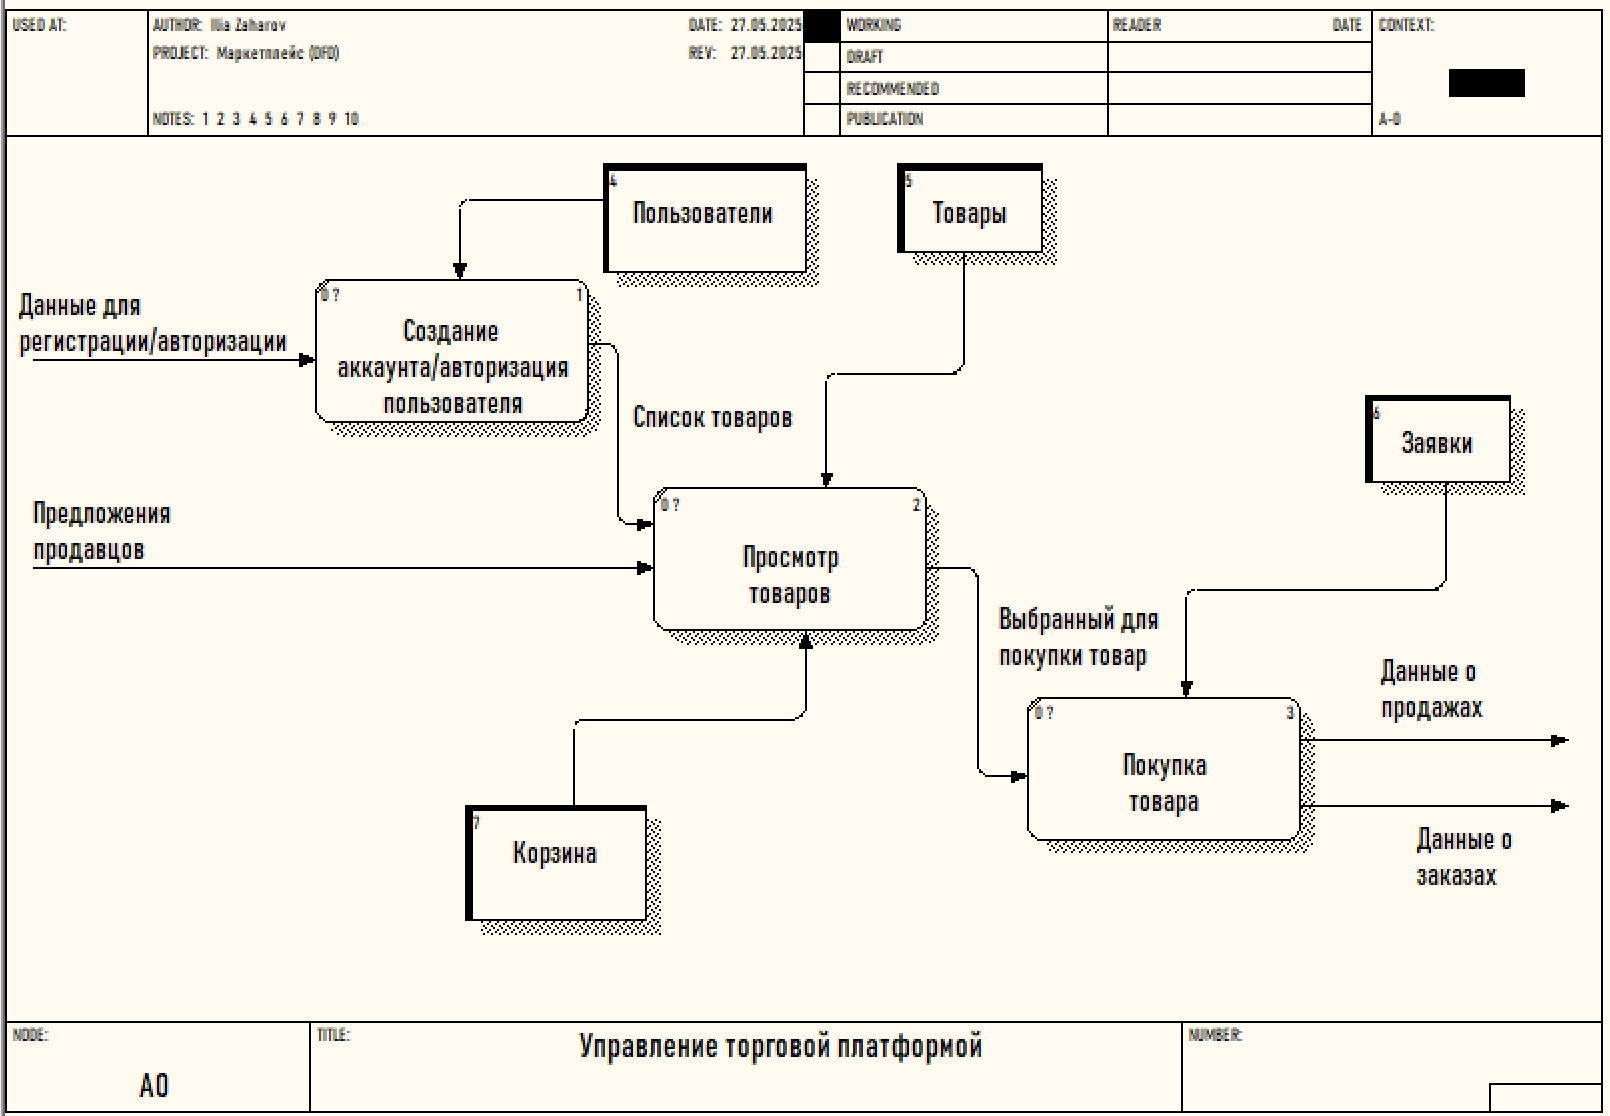 USED AT:
AUTHOR: Ilia Zaharov
DATE: 27.05.2025
WORKING
READER
DATE
CONTEXT:
PROJECT: Маркетплейс (DFD)
REV: 27.05.2025
DRAFT
RECOMMENDED
NOTES: 1 2 3 4 5 6 7 8 9 10
PUBLICATION
A-0
4
Пользователи
5
Товары
Данные для
регистрации/авторизации
0 ?
1
Создание
аккаунта/авторизация
пользователя
Список товаров
6
Заявки
Предложения
продавцов
0 ?
2
Просмотр
товаров
Выбранный для
покупки товар
Данные о
продажах
0 ?
3
Покупка
товара
7
Корзина
Данные о
заказах
NODE:
TITLE:
Управление торговой платформой
NUMBER:
A0